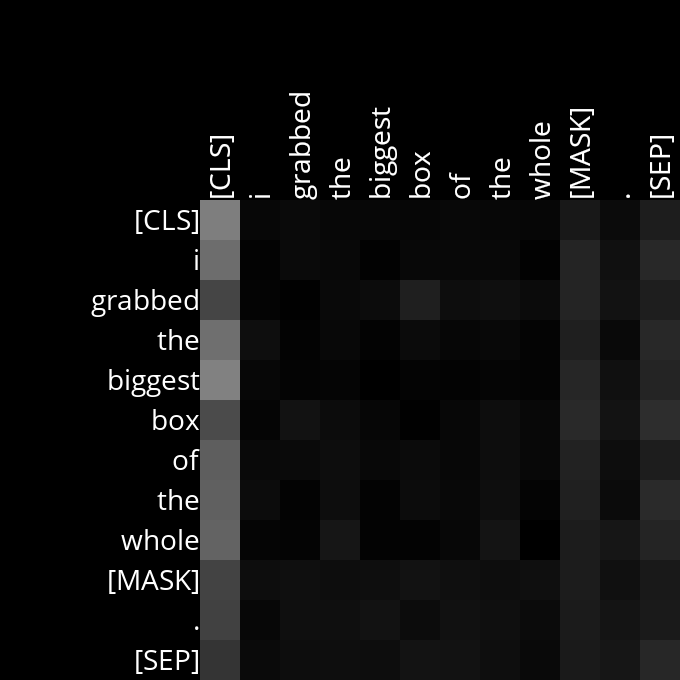 [CLS] i grabbed the biggest box of the whole [MASK] . [SEP]
[CLS]
i
grabbed
the
biggest
box
of
the
whole
[MASK]
.
[SEP]